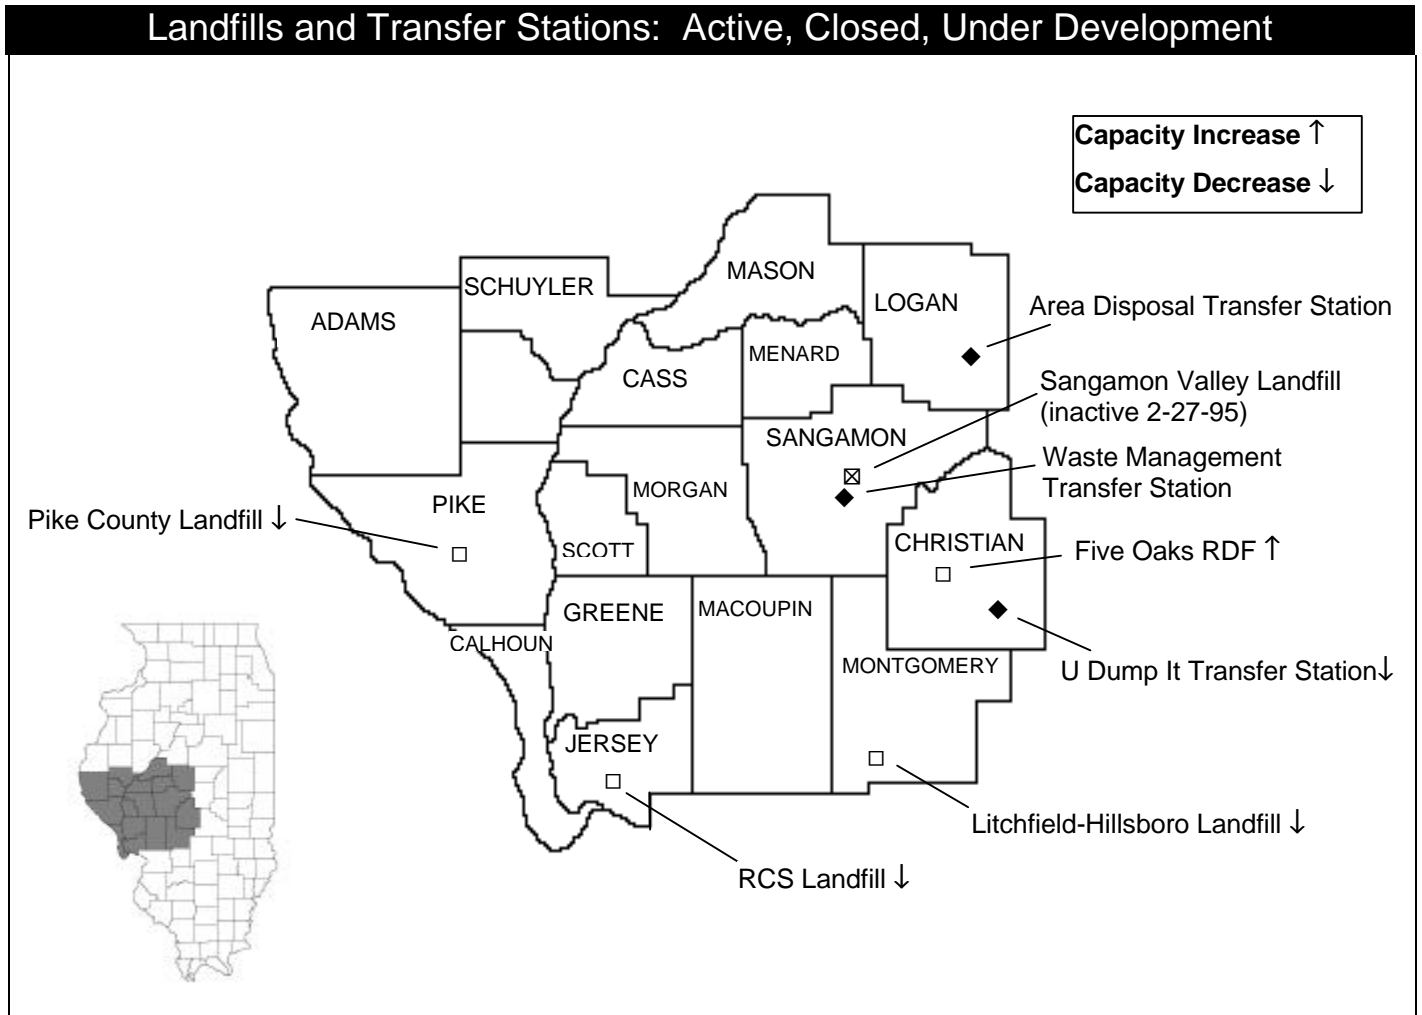 Landfills and Transfer Stations: Active, Closed, Under Development
Capacity Increase ↑
Capacity Decrease ↓
MASON
SCHUYLER
LOGAN
ADAMS
Area Disposal Transfer Station
MENARD
CASS
Sangamon Valley Landfill
(inactive 2-27-95)
SANGAMON
Waste Management
Transfer Station
MORGAN
PIKE
Pike County Landfill ↓
SCOTT
CHRISTIAN
Five Oaks RDF ↑
GREENE
MACOUPIN
CALHOUN
MONTGOMERY
U Dump It Transfer Station↓
JERSEY
Litchfield-Hillsboro Landfill ↓
RCS Landfill ↓